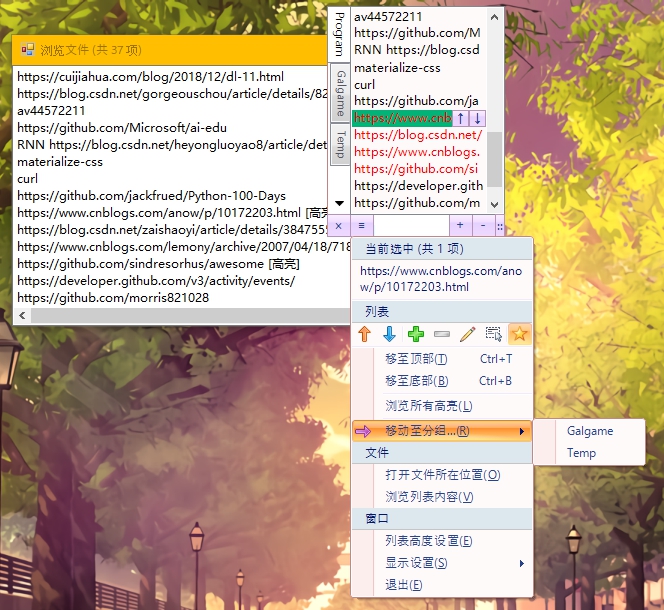 浏览文件 (共 37 项)
https://cuijiahua.com/blog/2018/12/dl-11.html
https://blog.csdn.net/gorgeouschou/article/details/82
av44572211
https://github.com/Microsoft/ai-edu
RNN https://blog.csdn.net/heyongluoyao8/article/det
materialize-css
curl
https://github.com/jackfrued/Python-100-Days
https://www.cnblogs.com/anow/p/10172203.html [高亮
https://blog.csdn.net/zaishaoyi/article/details/3847555
https://www.cnblogs.com/lemony/archive/2007/04/18/718
https://github.com/sindresorhus/awesome [高亮]
https://developer.github.com/v3/activity/events/
https://github.com/morris821028
Program
Galgame
Temp
av44572211
https://github.com/M
RNN https://blog.csd
materialize-css
curl
https://github.com/ja
https://www.cnb
https://blog.csdn.net/
https://www.cnblogs.
https://github.com/si
https://developer.gith
https://github.com/m
当前选中 (共 1 项)
https://www.cnblogs.com/ano
w/p/10172203.html
列表
移至顶部(T) Ctrl+T
移至底部(B) Ctrl+B
浏览所有高亮(L)
移动至分组...(R)
Galgame
Temp
文件
打开文件所在位置(O)
浏览列表内容(V)
窗口
列表高度设置(E)
显示设置(S)
退出(E)